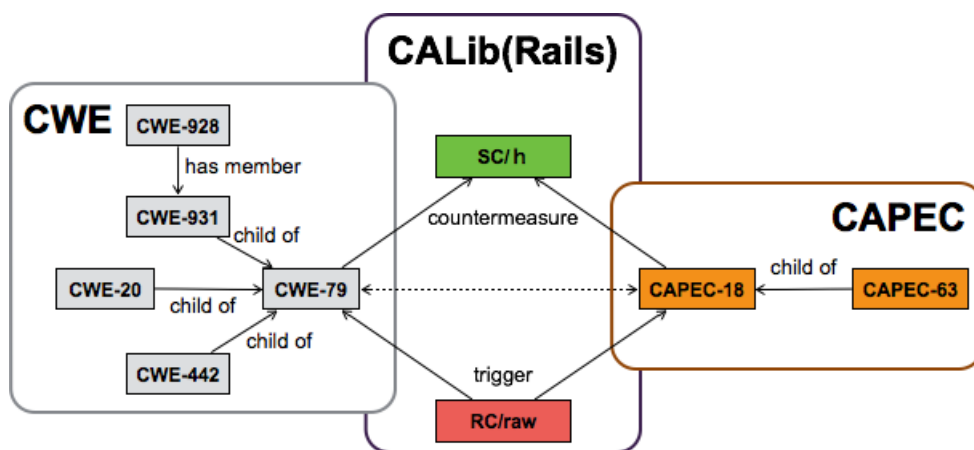 CALib(Rails)
CWE
CWE-928
has member
SC/h
CWE-931
countermeasure
CAPEC
child of
CWE-20
CWE-79
CAPEC-18
child of
CAPEC-63
child of
child of
CWE-442
trigger
RC/raw